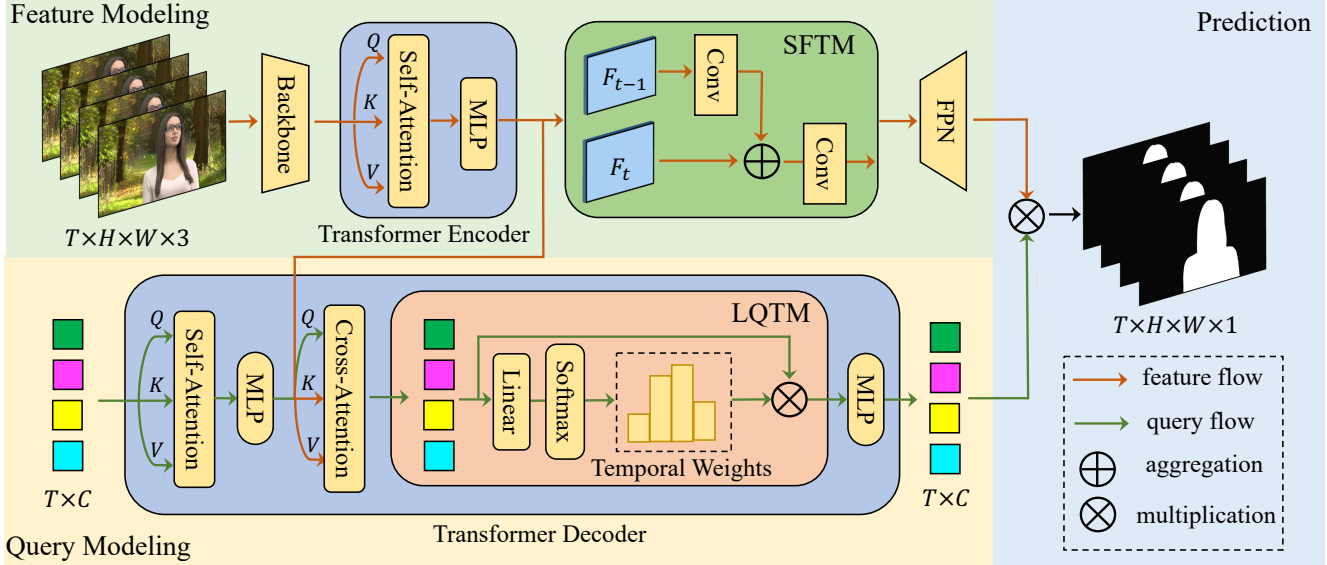 Feature Modeling
Backbone
Q
K
V
Self-Attention
MLP
Transformer Encoder
SFTM
F_{t-1}
F_t
Conv
Conv
FPN
T×H×W×3
Prediction
T×H×W×1
Query Modeling
T×C
Q
K
V
Self-Attention
MLP
Q
K
V
Cross-Attention
LQTM
Linear
Softmax
Temporal Weights
MLP
Transformer Decoder
T×C
feature flow
query flow
aggregation
multiplication